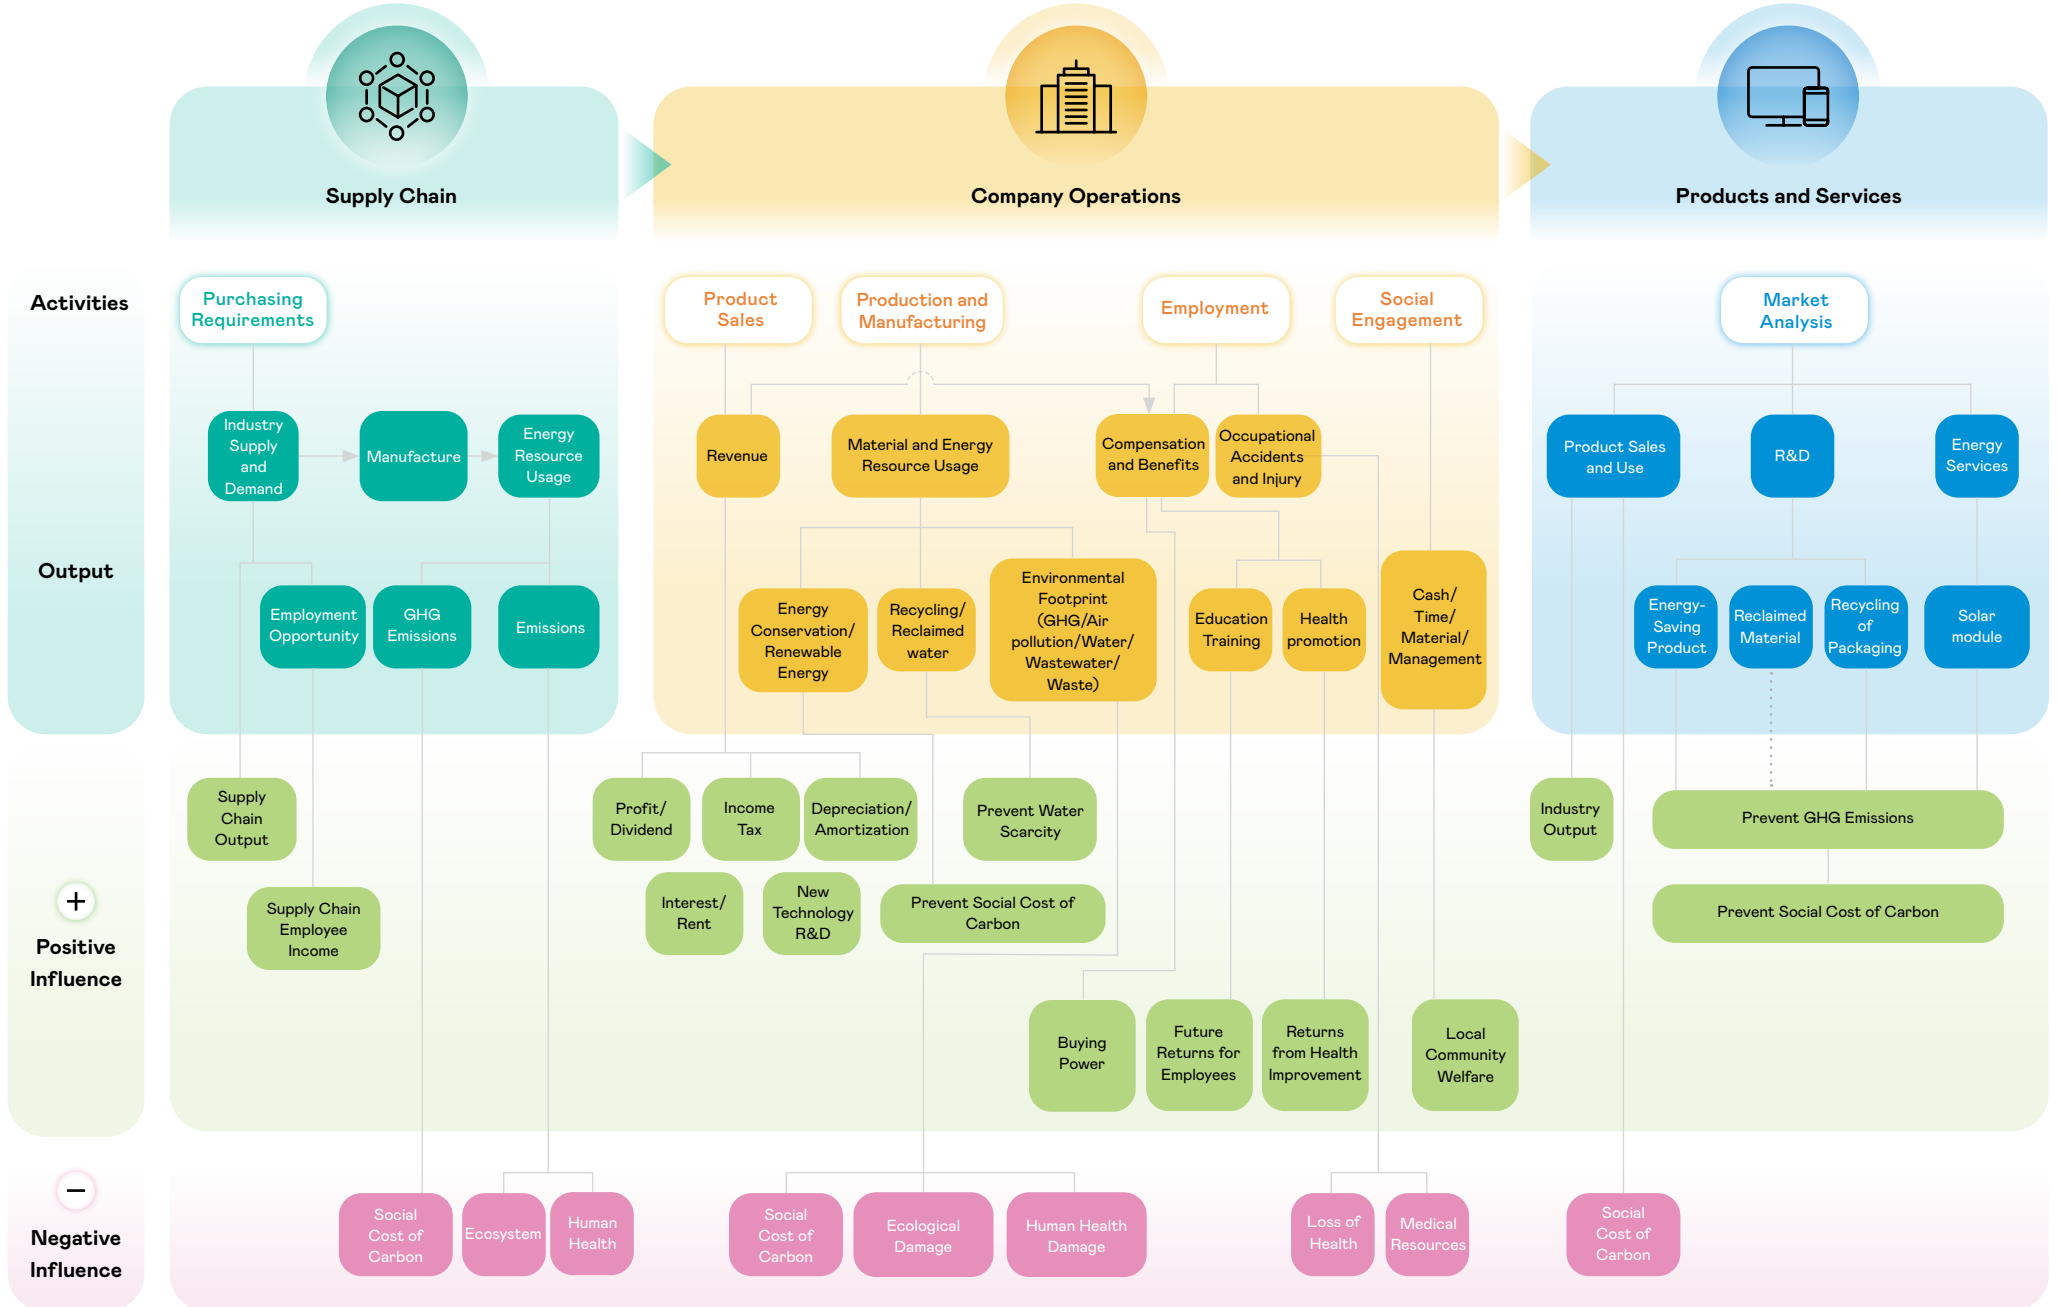 Supply Chain
Company Operations
Products and Services
Activities
Purchasing
Requirements
Product
Sales
Production and
Manufacturing
Employment
Social
Engagement
Market
Analysis
Output
Industry
Supply
and
Demand
Manufacture
Energy
Resource
Usage
Revenue
Material and Energy
Resource Usage
Compensation
and Benefits
Occupational
Accidents
and Injury
Product Sales
and Use
R&D
Energy
Services
Employment
Opportunity
GHG
Emissions
Emissions
Energy
Conservation/
Renewable
Energy
Recycling/
Reclaimed
water
Environmental
Footprint
(GHG/Air
pollution/Water/
Wastewater/
Waste)
Education
Training
Health
promotion
Cash/
Time/
Material/
Management
Energy-
Saving
Product
Reclaimed
Material
Recycling
of
Packaging
Solar
module
Positive
Influence
Supply
Chain
Output
Supply Chain
Employee
Income
Profit/
Dividend
Income
Tax
Depreciation/
Amortization
Prevent Water
Scarcity
Interest/
Rent
New
Technology
R&D
Prevent Social Cost of
Carbon
Buying
Power
Future
Returns for
Employees
Returns
from Health
Improvement
Local
Community
Welfare
Industry
Output
Prevent GHG Emissions
Prevent Social Cost of Carbon
Negative
Influence
Social
Cost of
Carbon
Ecosystem
Human
Health
Social
Cost of
Carbon
Ecological
Damage
Human Health
Damage
Loss of
Health
Medical
Resources
Social
Cost of
Carbon